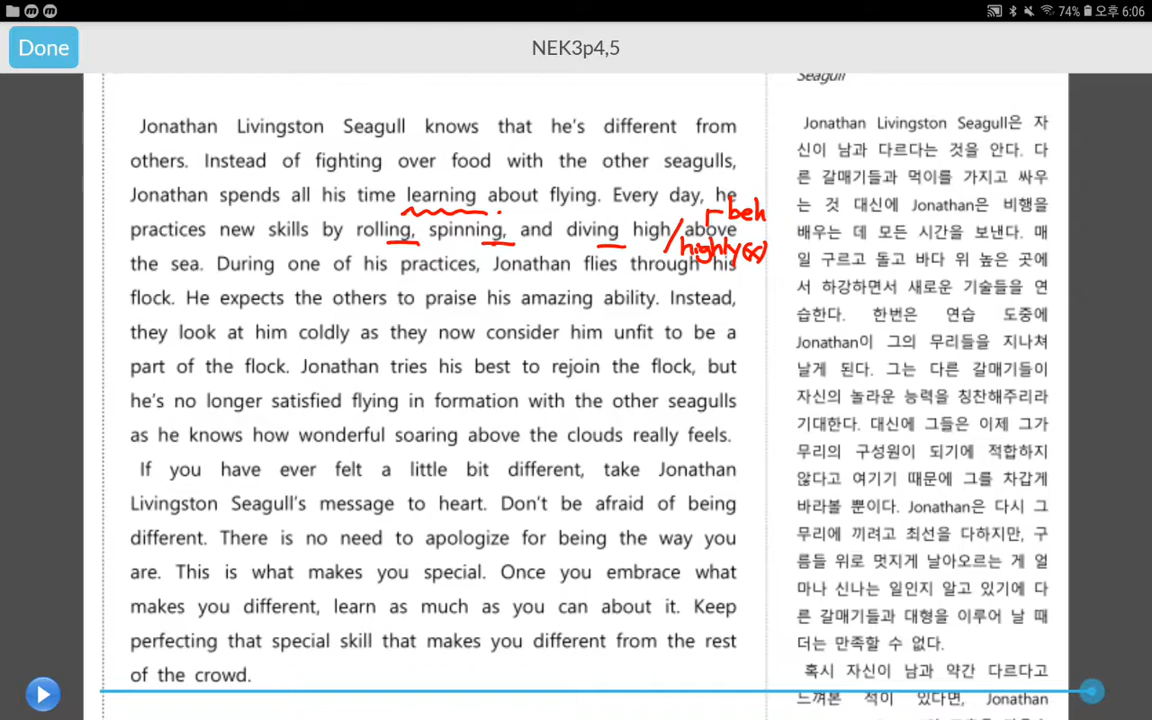 74% 오후 6:06
Done
NEK3p4,5
Seagull
Jonathan Livingston Seagull knows that he's different from
others. Instead of fighting over food with the other seagulls,
Jonathan spends all his time learning about flying. Every day, he
beh
practices new skills by rolling, spinning, and diving high above
highly(x)
the sea. During one of his practices, Jonathan flies through his
flock. He expects the others to praise his amazing ability. Instead,
they look at him coldly as they now consider him unfit to be a
part of the flock. Jonathan tries his best to rejoin the flock, but
he's no longer satisfied flying in formation with the other seagulls
as he knows how wonderful soaring above the clouds really feels.
If you have ever felt a little bit different, take Jonathan
Livingston Seagull's message to heart. Don't be afraid of being
different. There is no need to apologize for being the way you
are. This is what makes you special. Once you embrace what
makes you different, learn as much as you can about it. Keep
perfecting that special skill that makes you different from the rest
of the crowd.
Jonathan Livingston Seagull은 자
신이 남과 다르다는 것을 안다. 다
른 갈매기들과 먹이를 가지고 싸우
는 것 대신에 Jonathan은 비행을
배우는 데 모든 시간을 보낸다. 매
일 구르고 돌고 바다 위 높은 곳에
서 하강하면서 새로운 기술들을 연
습한다. 한번은 연습 도중에
Jonathan이 그의 무리들을 지나쳐
날게 된다. 그는 다른 갈매기들이
자신의 놀라운 능력을 칭찬해주리라
기대한다. 대신에 그들은 이제 그가
무리의 구성원이 되기에 적합하지
않다고 여기기 때문에 그를 차갑게
바라볼 뿐이다. Jonathan은 다시 그
무리에 끼려고 최선을 다하지만, 구
름들 위로 멋지게 날아오르는 게 얼
마나 신나는 일인지 알고 있기에 다
른 갈매기들과 대형을 이루어 날 때
더는 만족할 수 없다.
혹시 자신이 남과 약간 다르다고
느껴본 적이 있다면, Jonathan